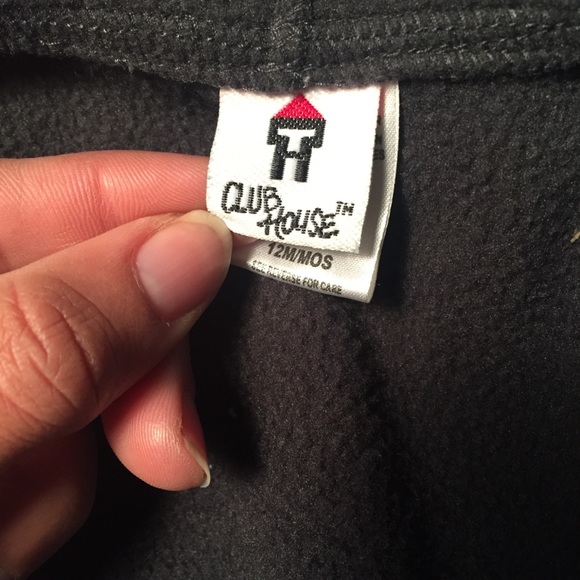 CLUB
HOUSE™
12M/MOS
SEE REVERSE FOR CARE